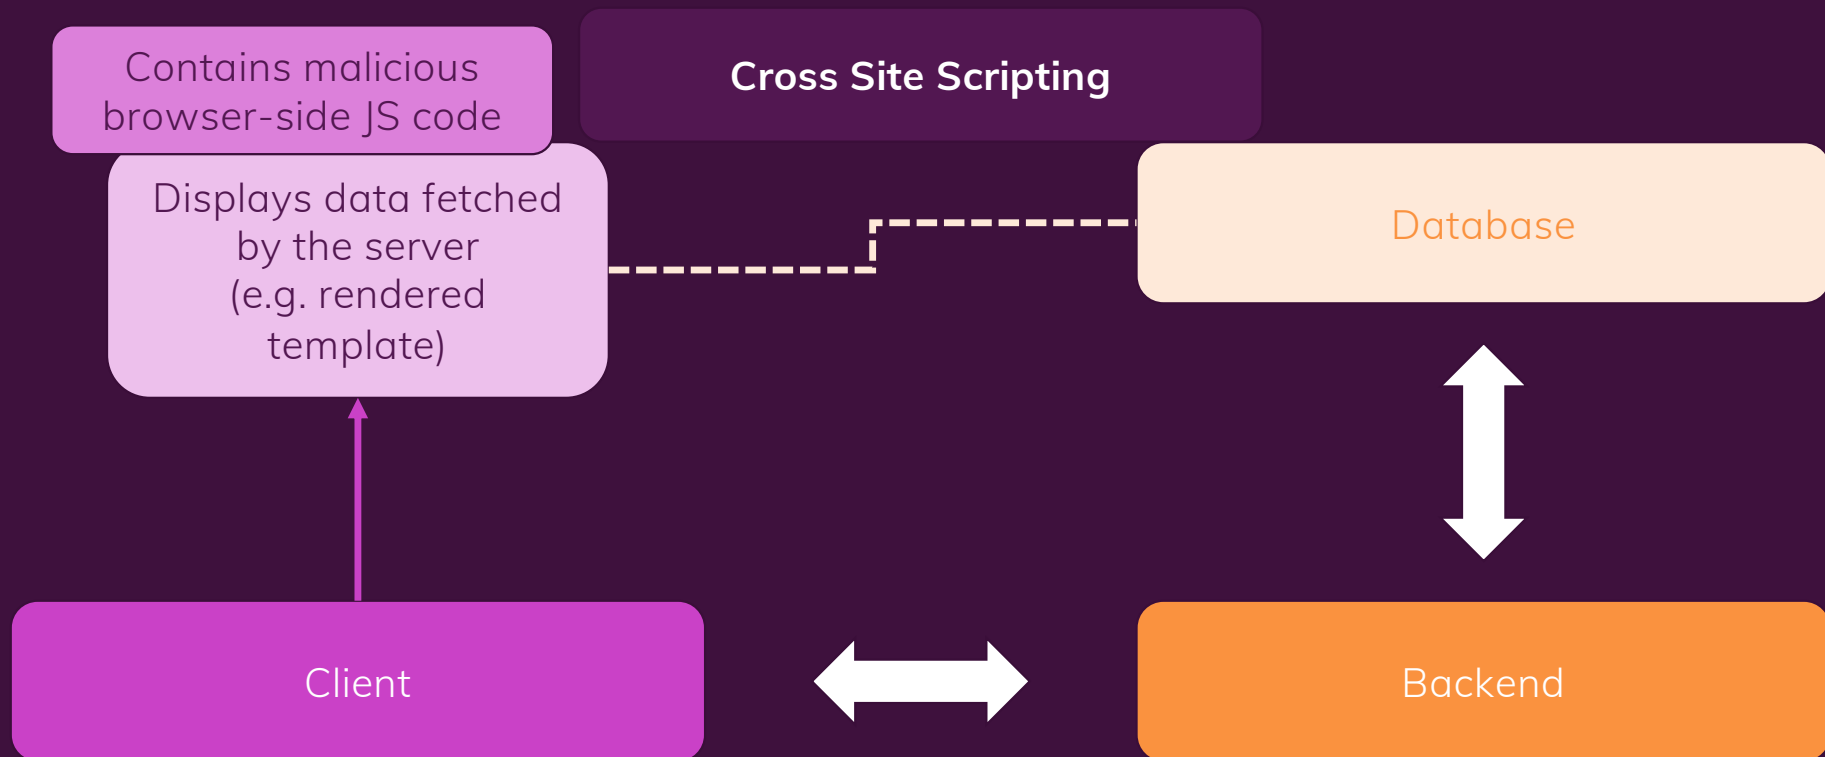 Contains malicious
browser-side JS code
Cross Site Scripting
Displays data fetched
by the server
(e.g. rendered
template)
Database
Client
Backend